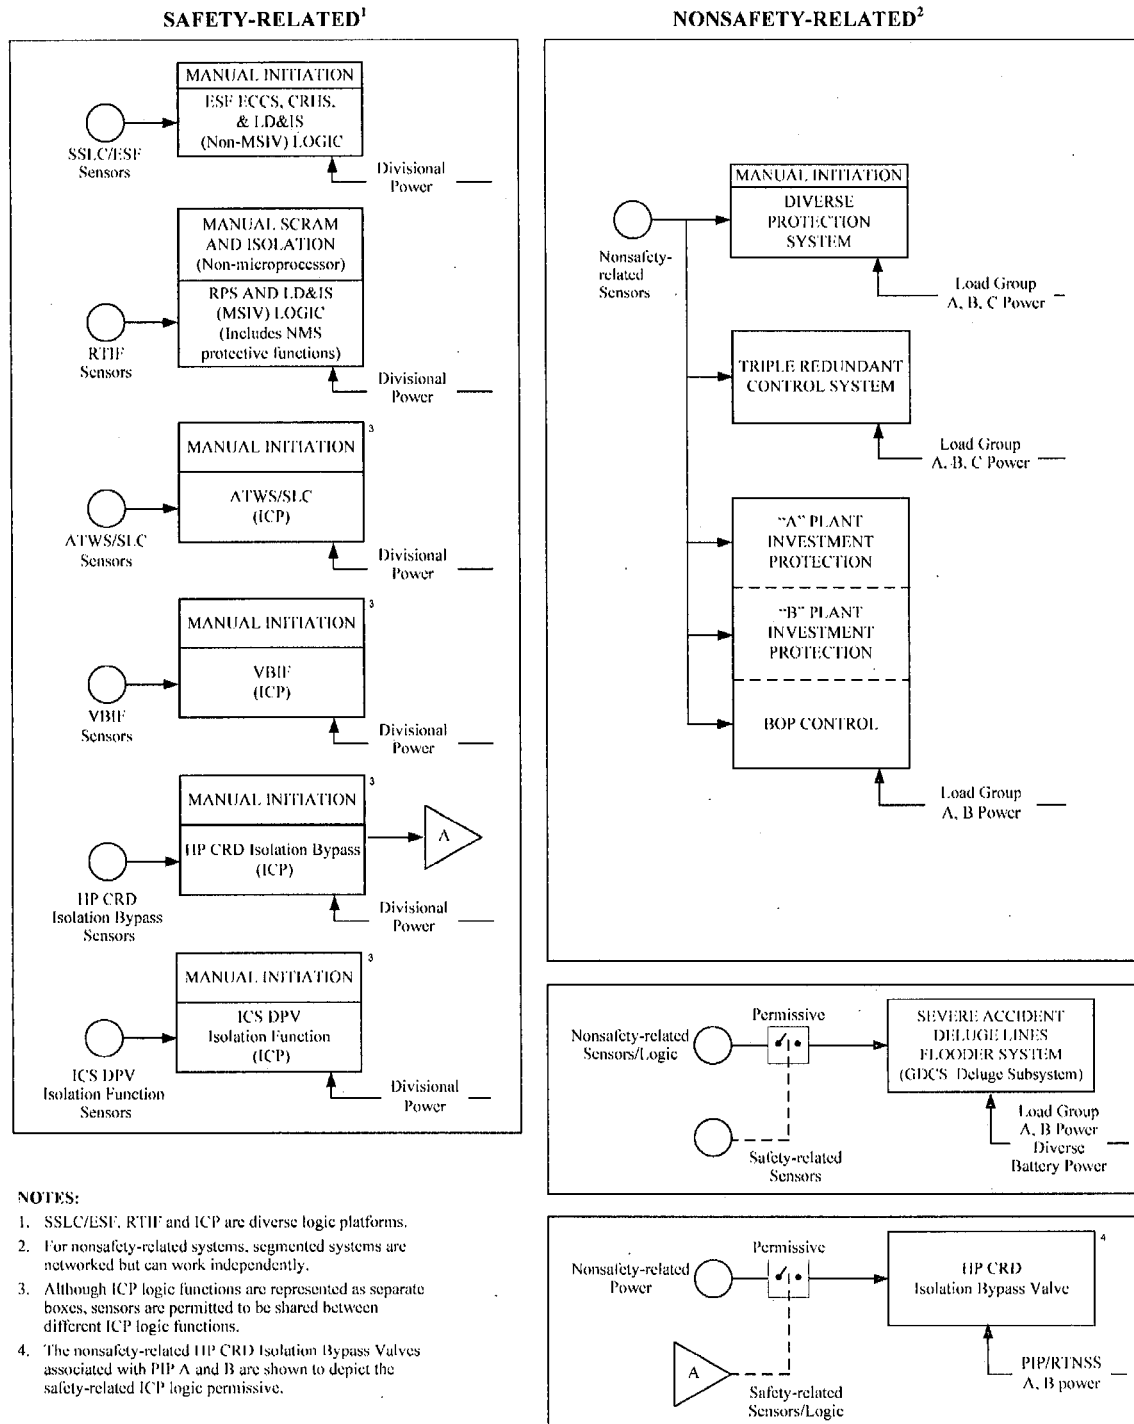 SAFETY-RELATED1
MANUAL INITIATION
ESF ECCS, CRHS,
& LD&IS
(Non-MSIV) LOGIC
SSLC/ESF
Sensors
Divisional
Power
MANUAL SCRAM
AND ISOLATION
(Non-microprocessor)
RPS AND LD&IS
(MSIV) LOGIC
(Includes NMS
protective functions)
RTIF
Sensors
Divisional
Power
3
MANUAL INITIATION
ATWS/SLC
(ICP)
ATWS/SLC
Sensors
Divisional
Power
3
MANUAL INITIATION
VBIF
(ICP)
VBIF
Sensors
Divisional
Power
3
MANUAL INITIATION
HP CRD Isolation Bypass
(ICP)
A
HP CRD
Isolation Bypass
Sensors
Divisional
Power
3
MANUAL INITIATION
ICS DPV
Isolation Function
(ICP)
ICS DPV
Isolation Function
Sensors
Divisional
Power
NONSAFETY-RELATED2
MANUAL INITIATION
DIVERSE
PROTECTION
SYSTEM
Nonsafety-
related
Sensors
Load Group
A, B, C Power
TRIPLE REDUNDANT
CONTROL SYSTEM
Load Group
A, B, C Power
"A" PLANT
INVESTMENT
PROTECTION
"B" PLANT
INVESTMENT
PROTECTION
BOP CONTROL
Load Group
A, B Power
Nonsafety-related
Sensors/Logic
Permissive
SEVERE ACCIDENT
DELUGE LINES
FLOODER SYSTEM
(GDCS Deluge Subsystem)
Safety-related
Sensors
Load Group
A, B Power
Diverse
Battery Power
Nonsafety-related
Power
Permissive
4
HP CRD
Isolation Bypass Valve
A
Safety-related
Sensors/Logic
PIP/RTNSS
A, B power
NOTES:
1. SSLC/ESF, RTIF and ICP are diverse logic platforms.
2. For nonsafety-related systems, segmented systems are
networked but can work independently.
3. Although ICP logic functions are represented as separate
boxes, sensors are permitted to be shared between
different ICP logic functions.
4. The nonsafety-related HP CRD Isolation Bypass Valves
associated with PIP A and B are shown to depict the
safety-related ICP logic permissive.